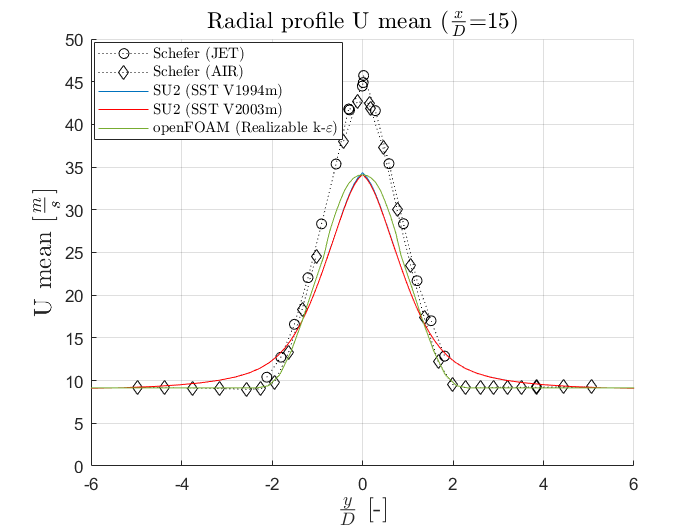 Radial profile U mean (x/D=15)
50
45
40
35
30
25
20
15
10
5
0
U mean [m/s]
Schefer (JET)
Schefer (AIR)
SU2 (SST V1994m)
SU2 (SST V2003m)
openFOAM (Realizable k-ε)
-6 -4 -2 0 2 4 6
y/D [-]